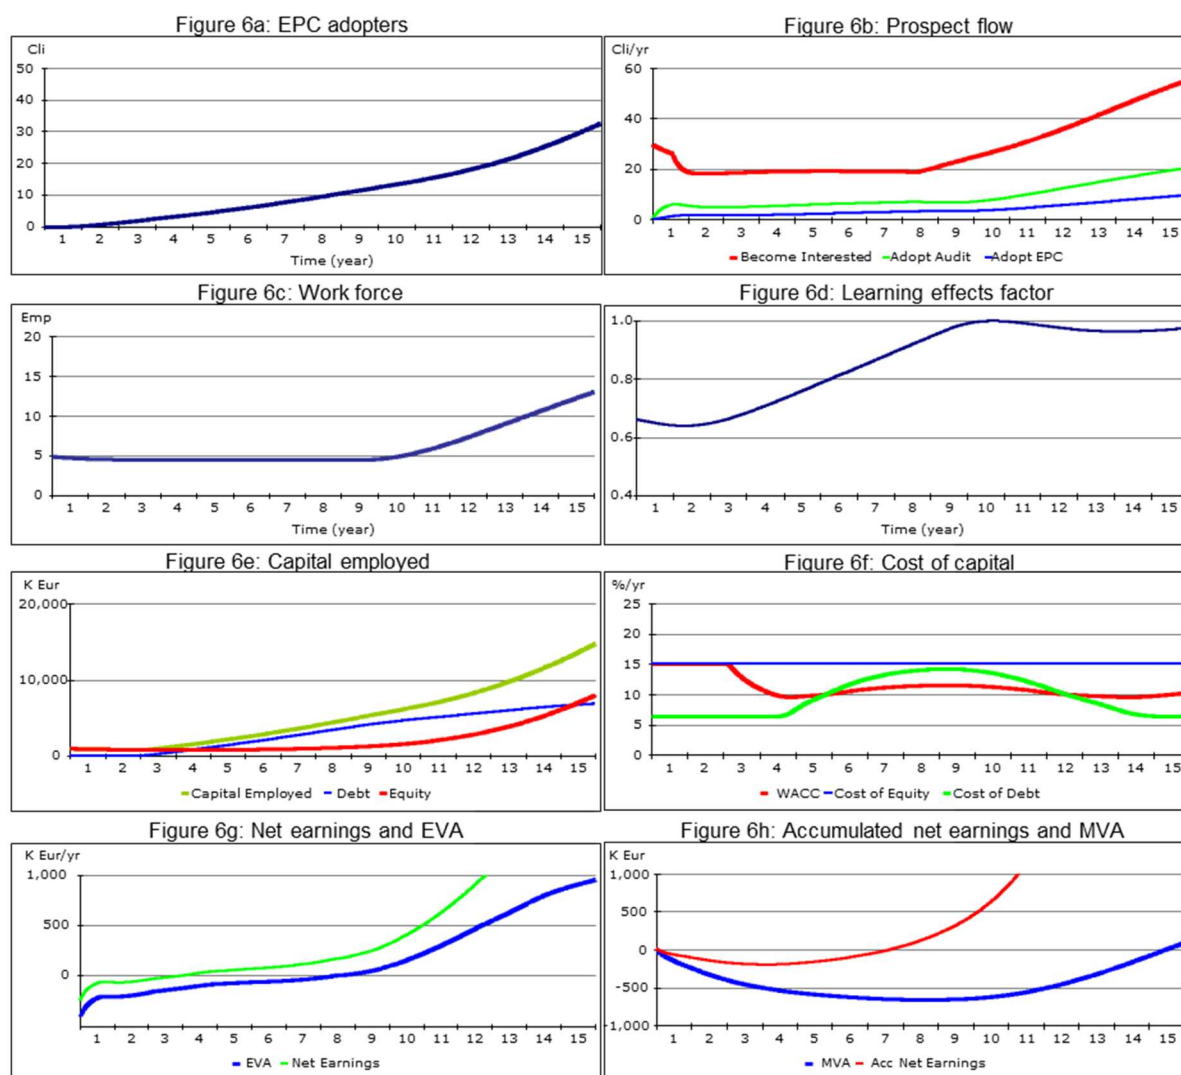 Figure 6a: EPC adopters
Cli
50
40
30
20
10
0
1 2 3 4 5 6 7 8 9 10 11 12 13 15
Time (year)
Figure 6b: Prospect flow
Cli/yr
60
40
20
0
1 2 3 4 5 6 7 8 9 10 11 12 13 14 15
Become Interested Adopt Audit Adopt EPC
Figure 6c: Work force
Emp
20
15
10
5
0
1 2 3 4 5 6 7 8 9 10 11 12 13 14 15
Time (year)
Figure 6d: Learning effects factor
1.0
0.8
0.6
0.4
1 2 3 4 5 6 7 8 9 10 11 12 13 14 15
Time (year)
Figure 6e: Capital employed
K Eur
20,000
10,000
0
1 2 3 4 5 6 7 8 9 10 11 12 13 14 15
Capital Employed Debt Equity
Figure 6f: Cost of capital
%/yr
25
20
15
10
5
0
1 2 3 4 5 6 7 8 9 10 11 12 13 14 15
WACC Cost of Equity Cost of Debt
Figure 6g: Net earnings and EVA
K Eur/yr
1,000
500
0
1 2 3 4 5 6 7 8 9 10 11 12 13 14 15
EVA Net Earnings
Figure 6h: Accumulated net earnings and MVA
K Eur
1,000
500
0
-500
1,000
1 2 3 4 5 6 7 8 9 10 11 12 13 14 15
MVA Acc Net Earnings